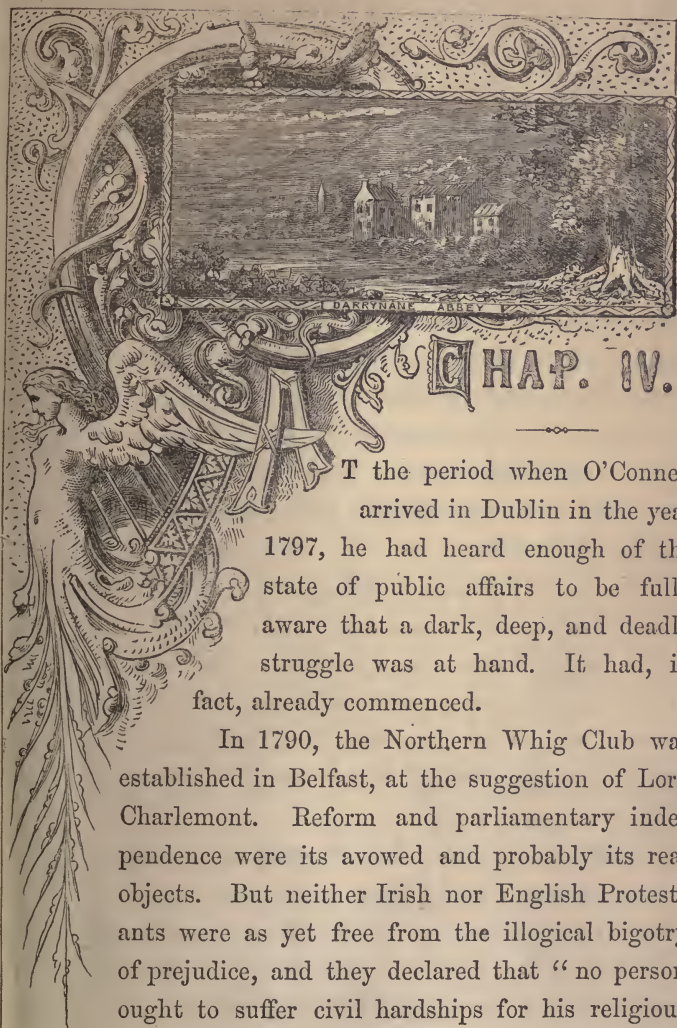 DARRYNANE ABBEY
CHAP. IV.
AT the period when O'Conne
arrived in Dublin in the yea
1797, he had heard enough of th
state of public affairs to be full
aware that a dark, deep, and deadl
struggle was at hand. It had, i
fact, already commenced.
In 1790, the Northern Whig Club wa
established in Belfast, at the suggestion of Lor
Charlemont. Reform and parliamentary inde
pendence were its avowed and probably its rea
objects. But neither Irish nor English Protest
ants were as yet free from the illogical bigotry
of prejudice, and they declared that “ no person
ought to suffer civil hardships for his religiou